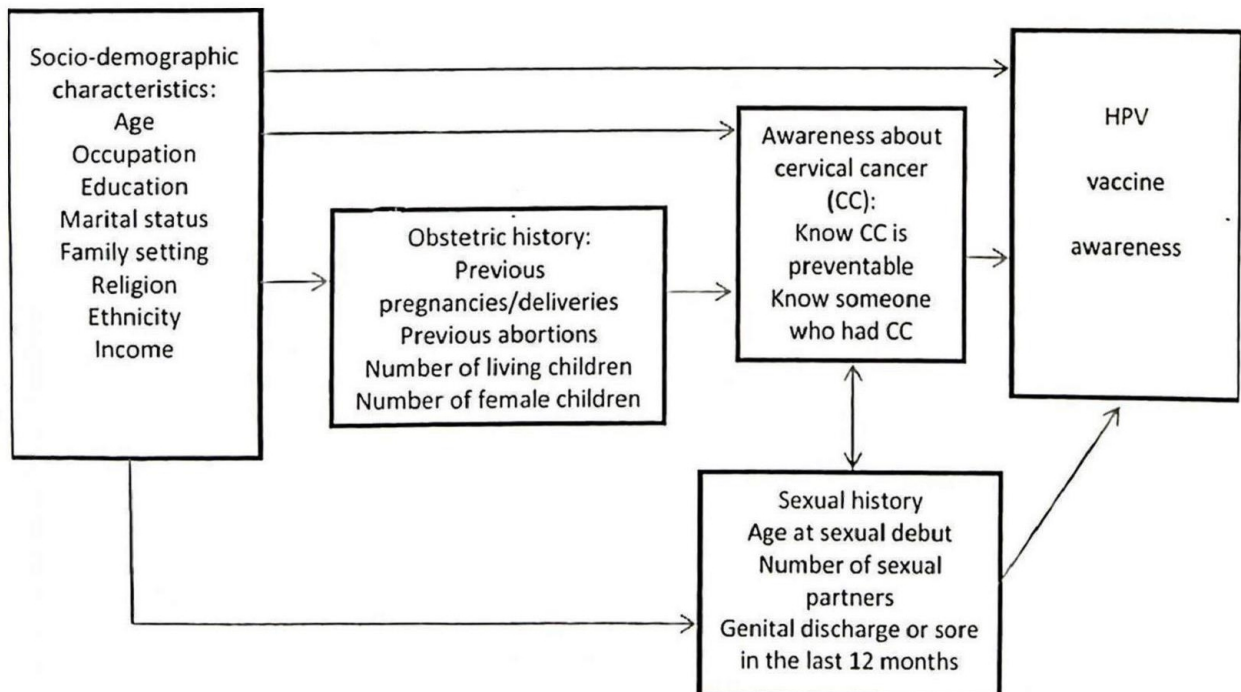 Socio-demographic
characteristics:
Age
Occupation
Education
Marital status
Family setting
Religion
Ethnicity
Income
Obstetric history:
Previous
pregnancies/deliveries
Previous abortions
Number of living children
Number of female children
Awareness about
cervical cancer
(CC):
Know CC is
preventable
Know someone
who had CC
Sexual history
Age at sexual debut
Number of sexual
partners
Genital discharge or sore
in the last 12 months
HPV
vaccine
awareness